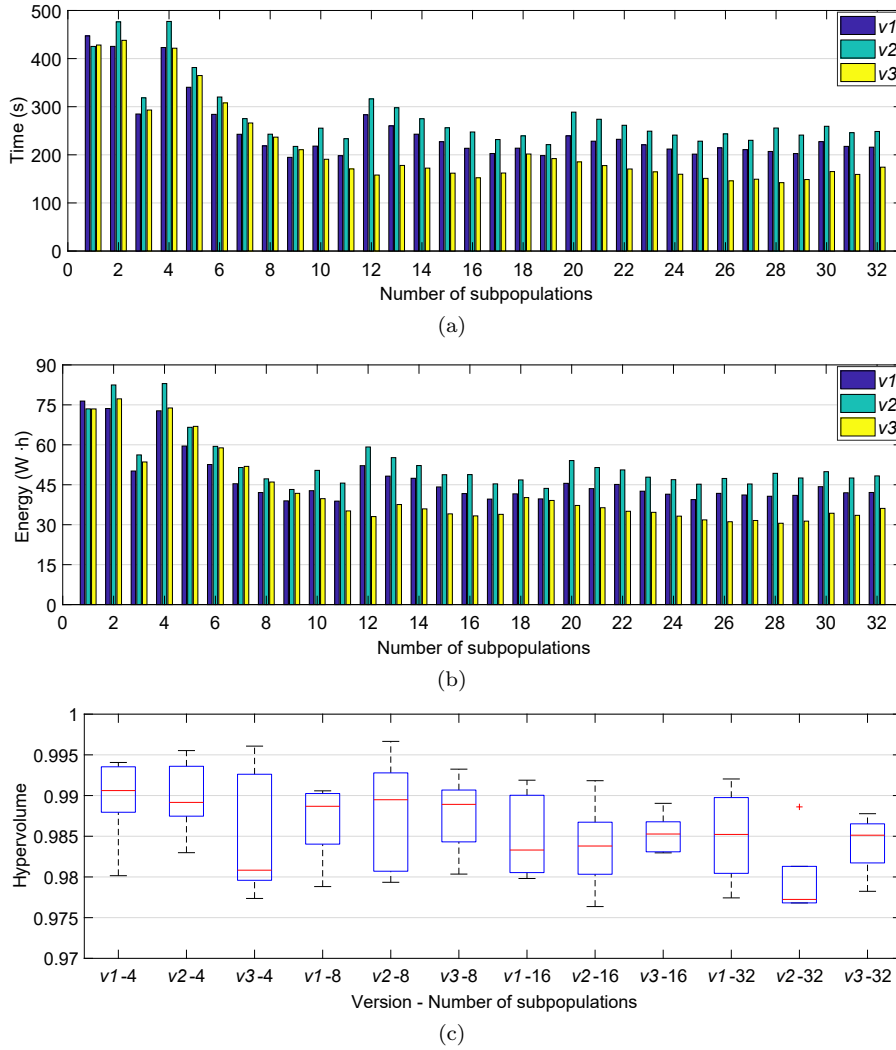 500
400
300
200
100
0
Time (s)
v1
v2
v3
0 2 4 6 8 10 12 14 16 18 20 22 24 26 28 30 32
Number of subpopulations
(a)
90
75
60
45
30
15
0
Energy (W ·h)
v1
v2
v3
0 2 4 6 8 10 12 14 16 18 20 22 24 26 28 30 32
Number of subpopulations
(b)
1
0.995
0.99
0.985
0.98
0.975
0.97
Hypervolume
v1-4 v2-4 v3-4 v1-8 v2-8 v3-8 v1-16 v2-16 v3-16 v1-32 v2-32 v3-32
Version - Number of subpopulations
(c)